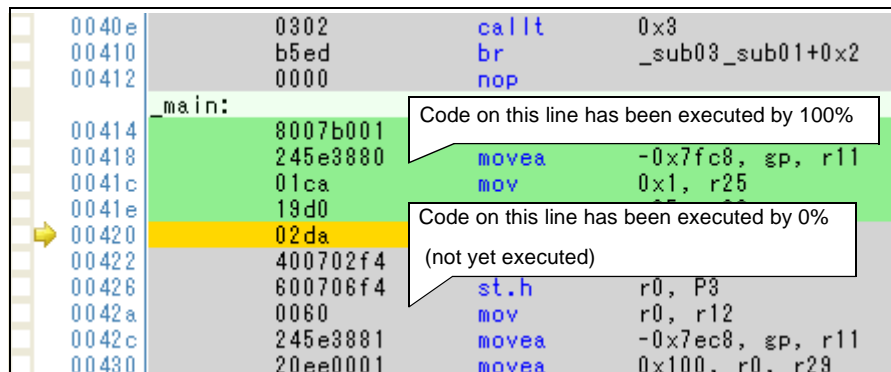 0040e 0302 callt 0x3
00410 b5ed br _sub03_sub01+0x2
00412 0000 nop
_main:
Code on this line has been executed by 100%
00414 8007b001
00418 245e3880 movea -0x7fc8, gp, r11
0041c 01ca mov 0x1, r25
0041e 19d0
Code on this line has been executed by 0%
00420 02da
(not yet executed)
00422 400702f4
00426 600706f4 st.h r0, P3
0042a 0060 mov r0, r12
0042c 245e3881 movea -0x7ec8, gp, r11
00430 20ee0001 movea 0x100, r0, r29